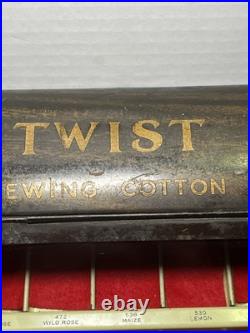 TWIST
EWING COTTON
472 538 530
WILD ROSE MAIZE LEMON